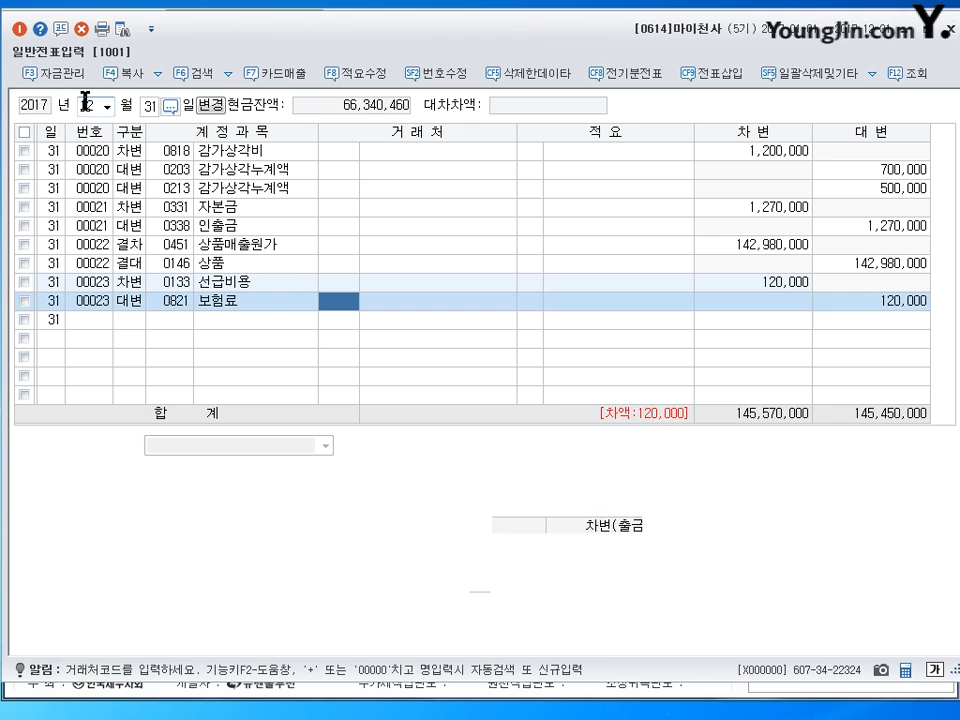 [0614]마이천사 (5기)
Younglin.com Y.
일반전표입력 [1001]
F3 자금관리 F4 복사 F6 검색 F7 카드매출 F8 적요수정 SF2 번호수정 CF5 삭제한데이타 CF8 전기분전표 CF9 전표삽입 SF5 일괄삭제및기타 F12 조회
2017 년 월 31 일 변경 현금잔액: 66,340,460 대차차액:
일 번호 구분 계 정 과 목 거 래 처 적 요 차 변 대 변
31 00020 차변 0818 감가상각비 1,200,000
31 00020 대변 0203 감가상각누계액 700,000
31 00020 대변 0213 감가상각누계액 500,000
31 00021 차변 0331 자본금 1,270,000
31 00021 대변 0338 인출금 1,270,000
31 00022 결차 0451 상품매출원가 142,980,000
31 00022 결대 0146 상품 142,980,000
31 00023 차변 0133 선급비용 120,000
31 00023 대변 0821 보험료 120,000
31
합 계 [차액:120,000] 145,570,000 145,450,000
차변(출금
알림 : 거래처코드를 입력하세요. 기능키F2-도움창, '+' 또는 '00000'치고 명입력시 자동검색 또 신규입력 [X000000] 607-34-22324 가